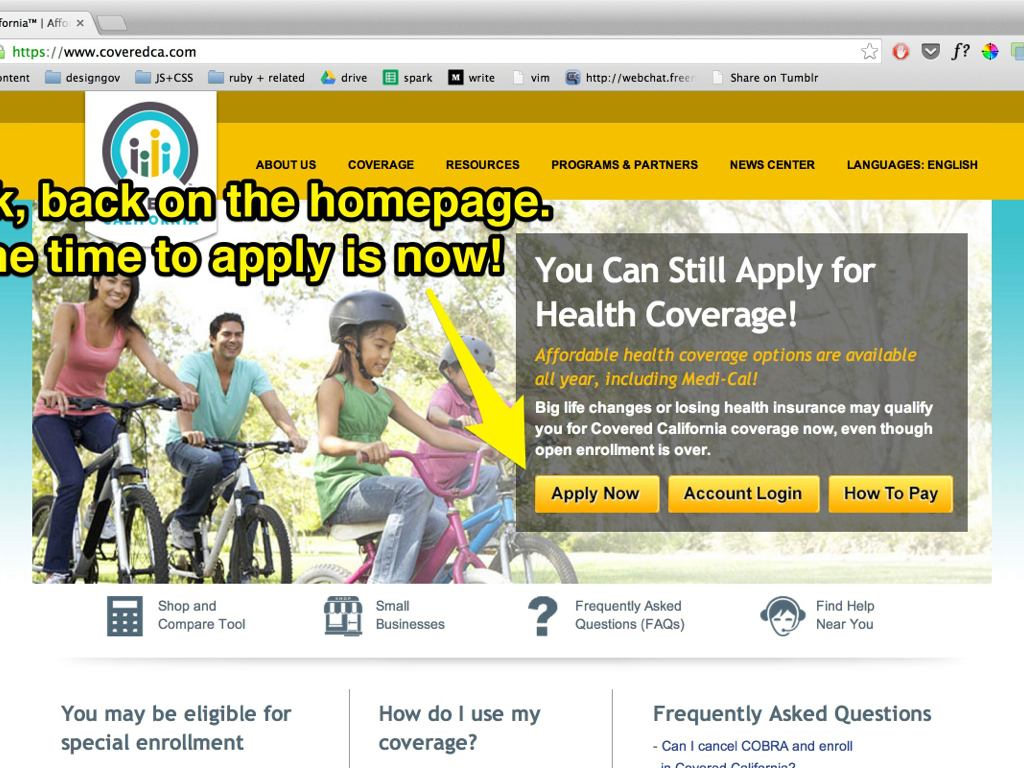 fornia™ | Affo
https://www.coveredca.com
ontent designgov JS+CSS ruby + related drive spark write vim http://webchat.freen Share on Tumblr
ABOUT US COVERAGE RESOURCES PROGRAMS & PARTNERS NEWS CENTER LANGUAGES: ENGLISH
k, back on the homepage.
CALIFORNIA
he time to apply is now!
You Can Still Apply for
Health Coverage!
Affordable health coverage options are available
all year, including Medi-Cal!
Big life changes or losing health insurance may qualify
you for Covered California coverage now, even though
open enrollment is over.
Apply Now Account Login How To Pay
Shop and
Compare Tool
SHOP
Small
Businesses
Frequently Asked
Questions (FAQs)
Find Help
Near You
You may be eligible for
special enrollment
How do I use my
coverage?
Frequently Asked Questions
- Can I cancel COBRA and enroll
in Covered California?